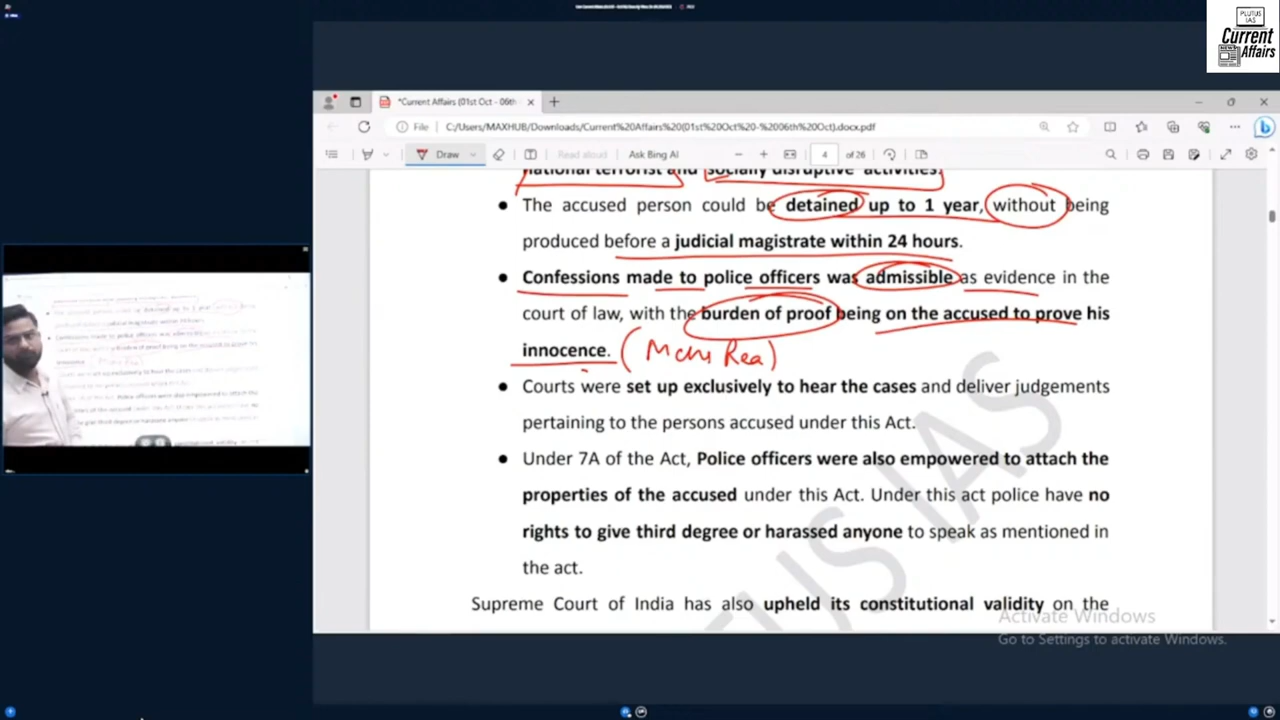 PLUTUS
IAS
Current
NEWS
Affairs
*Current Affairs (01st Oct - 06th
File
C:/Users/MAXHUB/Downloads/Current%20Affairs(01st%20Oct%20-%2006th%20Oct).docx.pdf
Draw
Read aloud
Ask Bing AI
4
of 26
national terrorist and socially disruptive activities.
● The accused person could be detained up to 1 year, without being
produced before a judicial magistrate within 24 hours.
● Confessions made to police officers was admissible as evidence in the
court of law, with the burden of proof being on the accused to prove his
innocence. (Mens Rea)
● Courts were set up exclusively to hear the cases and deliver judgements
pertaining to the persons accused under this Act.
● Under 7A of the Act, Police officers were also empowered to attach the
properties of the accused under this Act. Under this act police have no
rights to give third degree or harassed anyone to speak as mentioned in
the act.
Supreme Court of India has also upheld its constitutional validity on the
PLUTUS IAS
Activate Windows
Go to Settings to activate Windows.